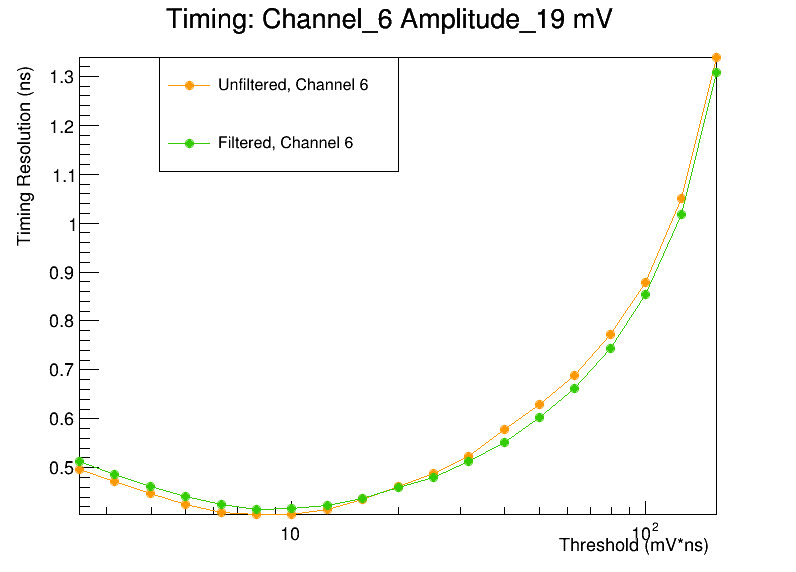 Timing: Channel_6 Amplitude_19 mV
Timing Resolution (ns)
Unfiltered, Channel 6
Filtered, Channel 6
1.3
1.2
1.1
1
0.9
0.8
0.7
0.6
0.5
10
10²
Threshold (mV*ns)